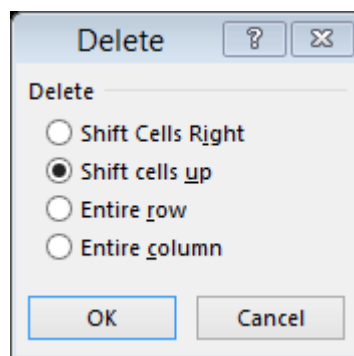 Delete
Delete
Shift Cells Right
Shift cells up
Entire row
Entire column
OK Cancel